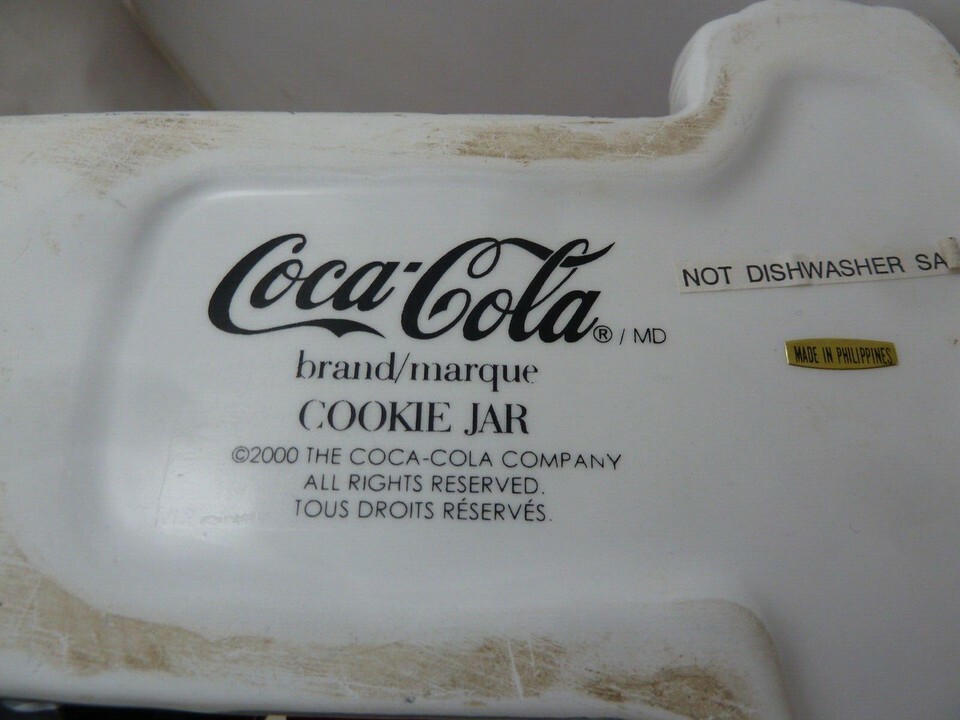 Coca-Cola® / MD
brand/marque
COOKIE JAR
©2000 THE COCA-COLA COMPANY
ALL RIGHTS RESERVED.
TOUS DROITS RÉSERVÉS.
NOT DISHWASHER SA
MADE IN PHILIPPINES